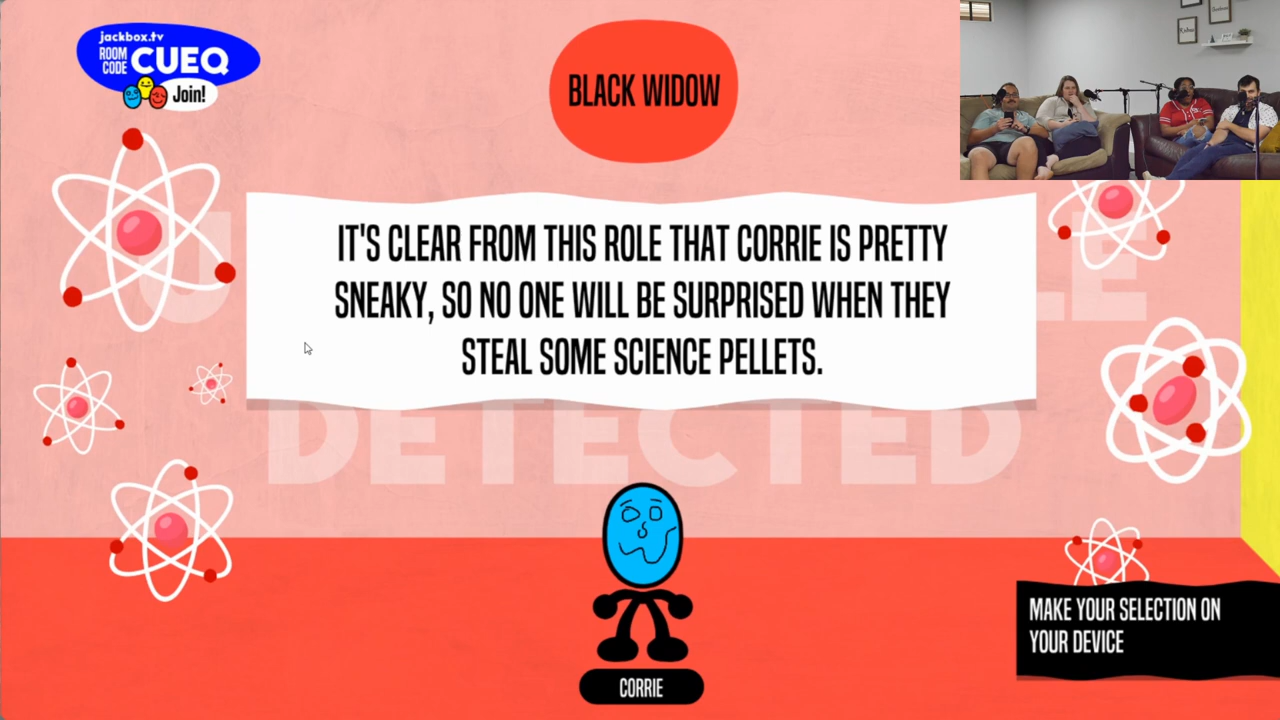 jackbox.tv
ROOM
CODE
CUEQ
Join!
BLACK WIDOW
IT'S CLEAR FROM THIS ROLE THAT CORRIE IS PRETTY
SNEAKY, SO NO ONE WILL BE SURPRISED WHEN THEY
STEAL SOME SCIENCE PELLETS.
DETECTED
CORRIE
MAKE YOUR SELECTION ON
YOUR DEVICE